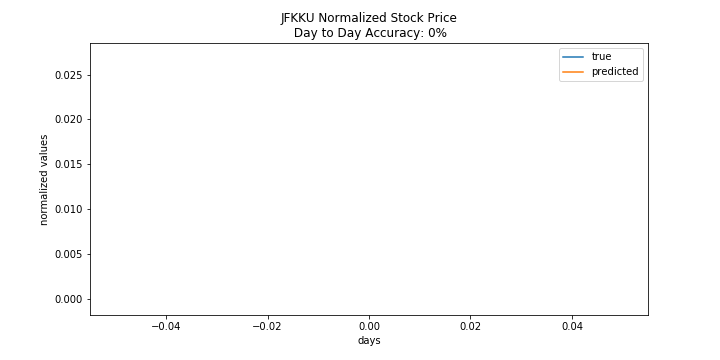 JFKKU Normalized Stock Price
Day to Day Accuracy: 0%
true
predicted
normalized values
0.025
0.020
0.015
0.010
0.005
0.000
−0.04
−0.02
0.00
0.02
0.04
days